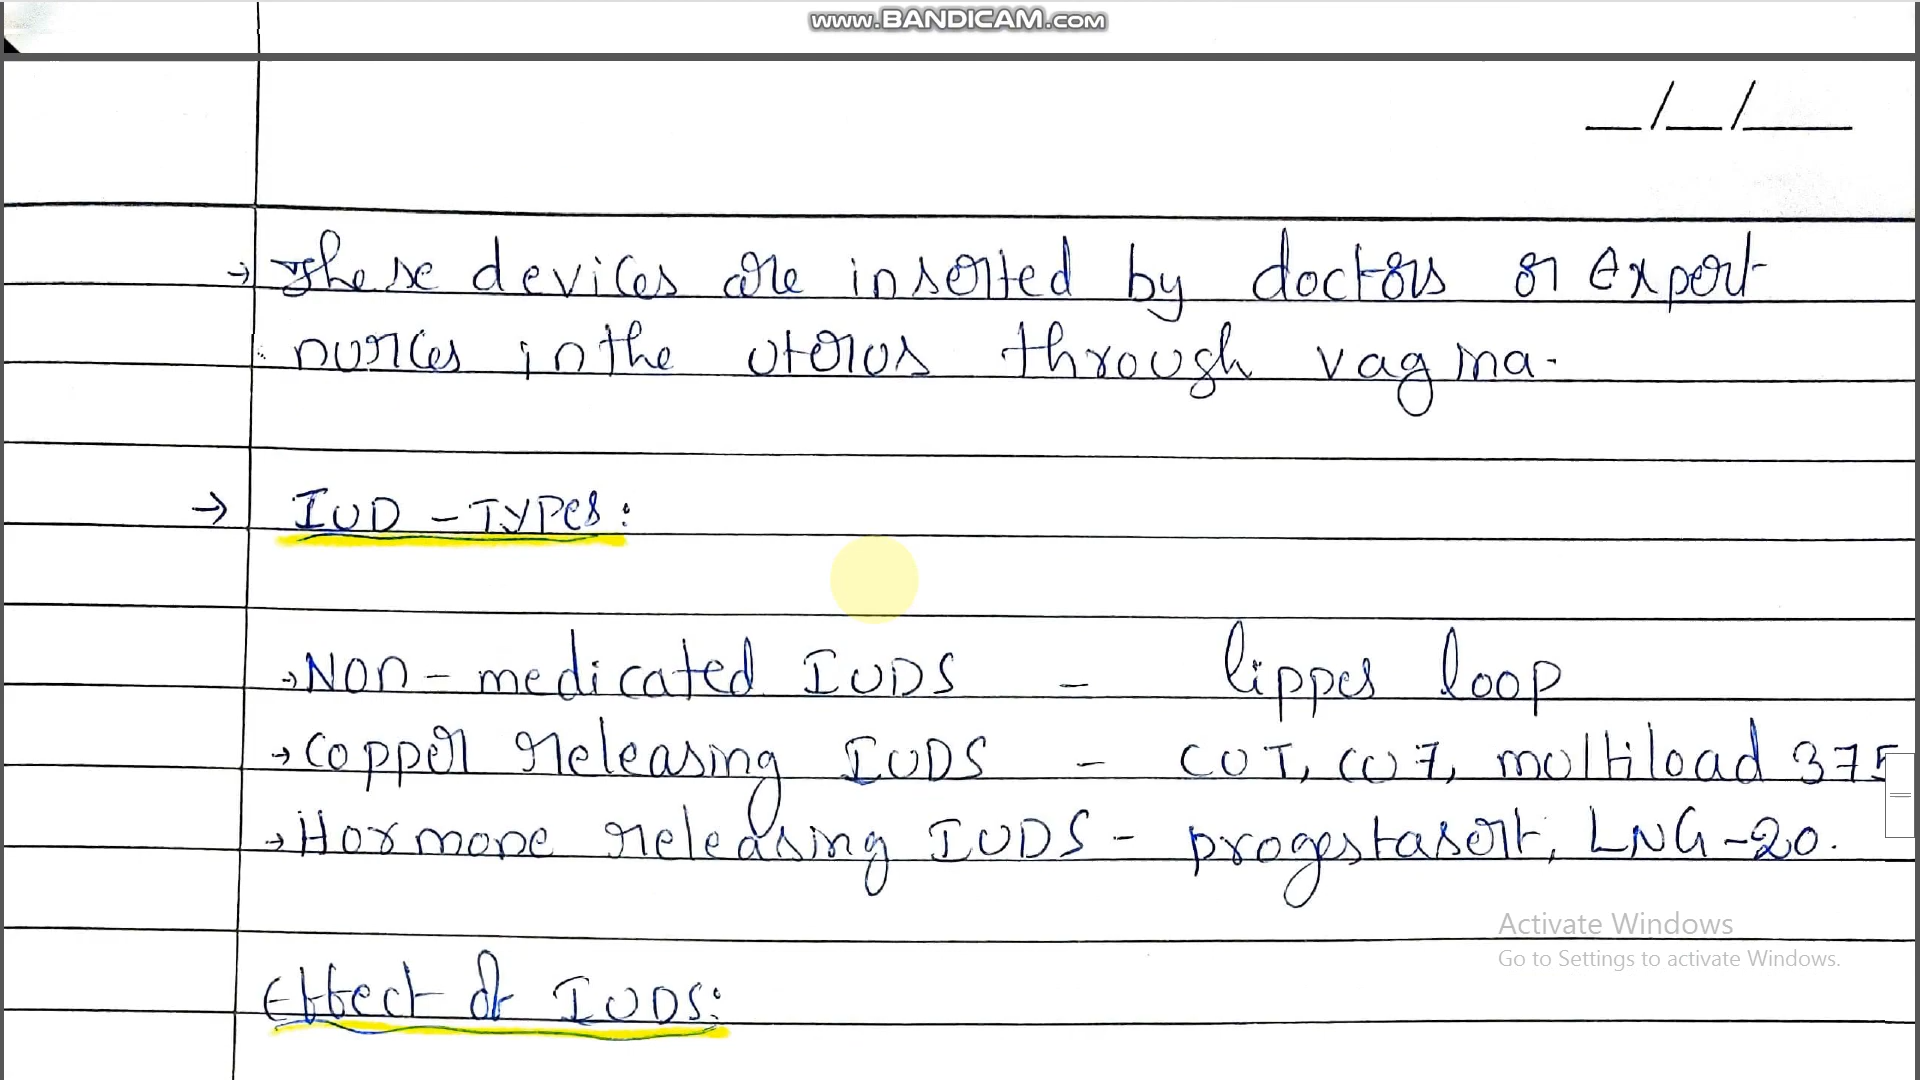 www.BANDICAM.com
__/__/____
→ These devices are inserted by doctors or Expert
nurces in the uterus through vagina.
→ IUD - TYPes:
→ Non - medicated IUDS - lippes loop
→ Copper releasing IUDS - CUT, CU7, multiload 375
→ Hormone releasing IUDS - progestasert, LNG-20.
Activate Windows
Go to Settings to activate Windows.
Effect of IUDS: